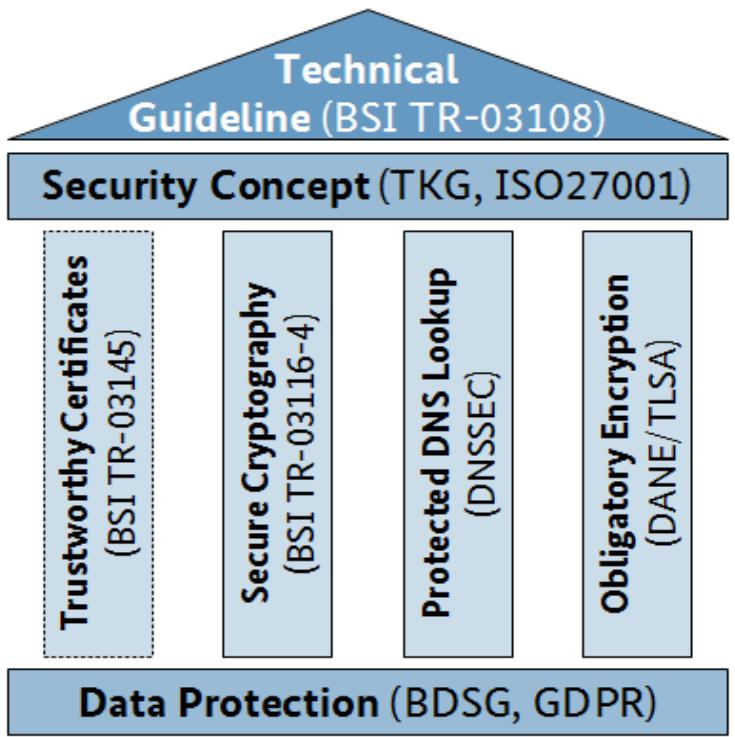 Technical
Guideline (BSI TR-03108)
Security Concept (TKG, ISO27001)
Trustworthy Certificates
(BSI TR-03145)
Secure Cryptography
(BSI TR-03116-4)
Protected DNS Lookup
(DNSSEC)
Obligatory Encryption
(DANE/TLSA)
Data Protection (BDSG, GDPR)